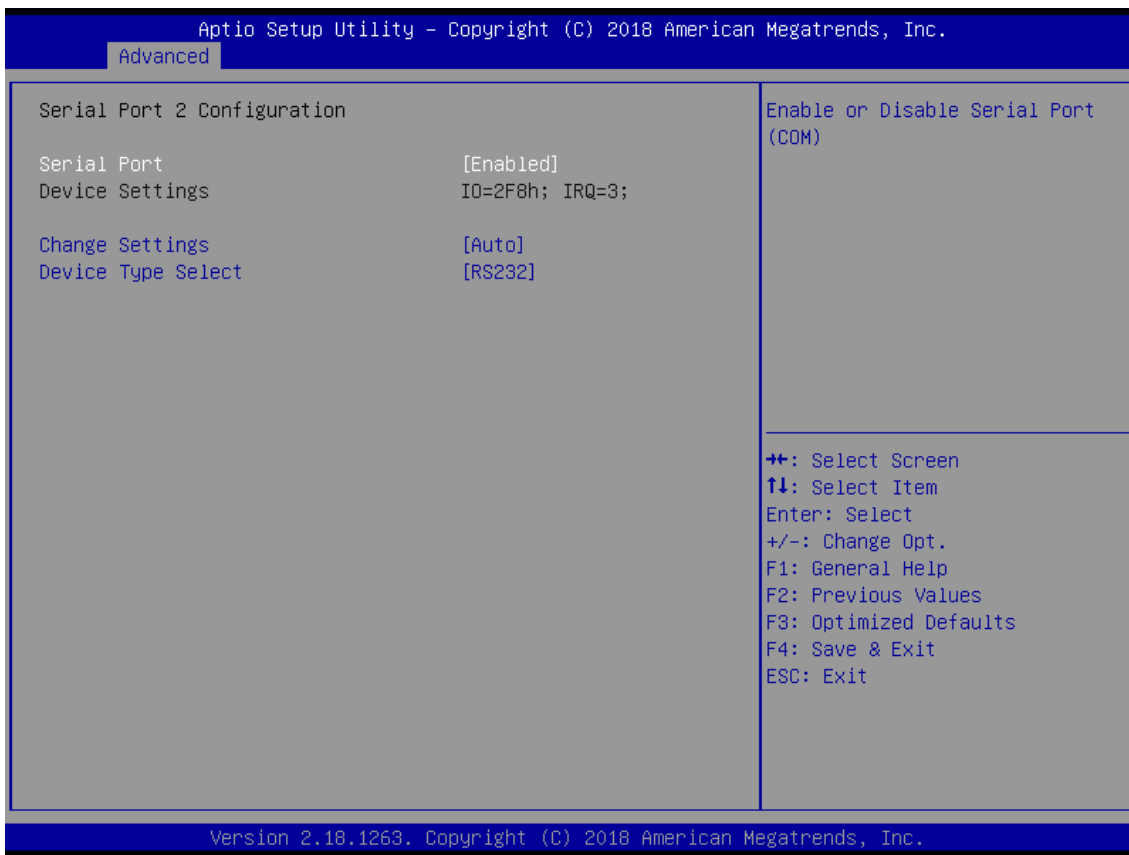 Aptio Setup Utility – Copyright (C) 2018 American Megatrends, Inc.
Advanced
Serial Port 2 Configuration
Serial Port [Enabled]
Device Settings IO=2F8h; IRQ=3;
Change Settings [Auto]
Device Type Select [RS232]
Enable or Disable Serial Port
(COM)
→←: Select Screen
↑↓: Select Item
Enter: Select
+/-: Change Opt.
F1: General Help
F2: Previous Values
F3: Optimized Defaults
F4: Save & Exit
ESC: Exit
Version 2.18.1263. Copyright (C) 2018 American Megatrends, Inc.